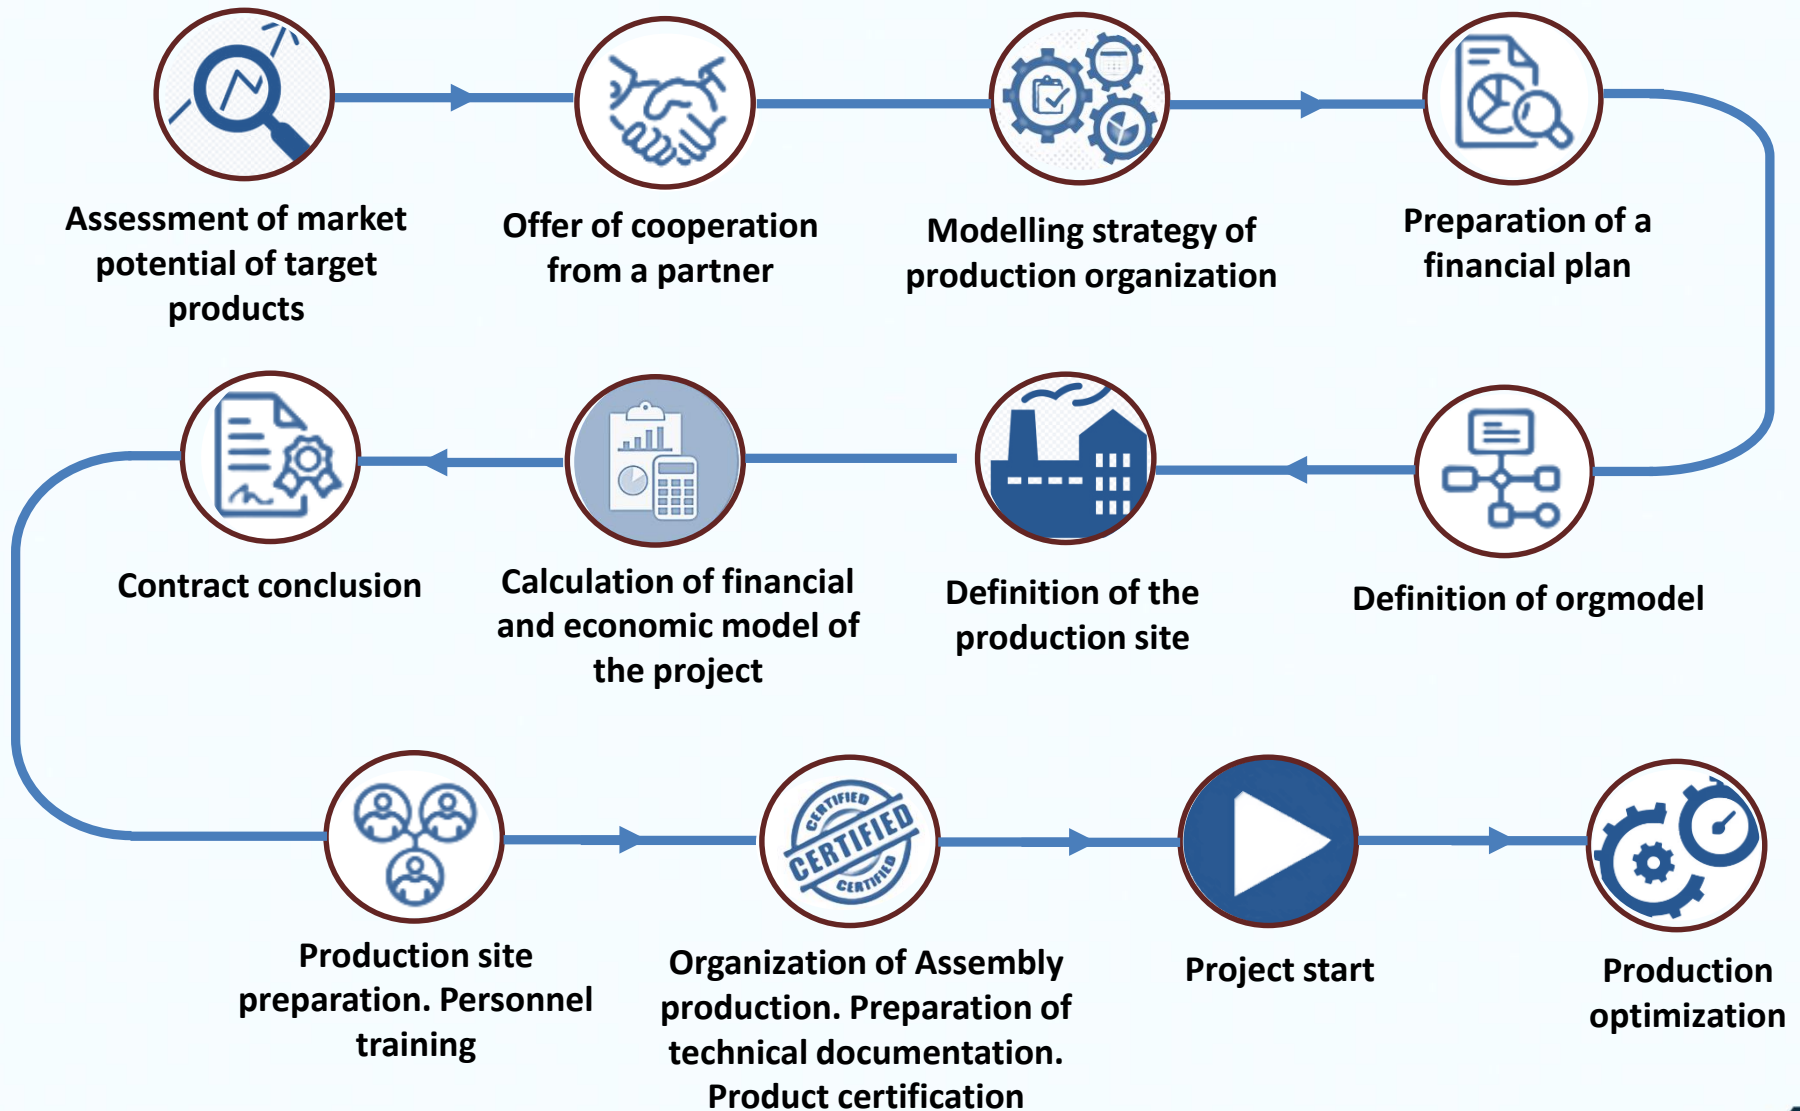 Assessment of market
potential of target
products
Offer of cooperation
from a partner
Modelling strategy of
production organization
Preparation of a
financial plan
Contract conclusion
Calculation of financial
and economic model of
the project
Definition of the
production site
Definition of orgmodel
CERTIFIED
CERTIFIED
CERTIFIED
Production site
preparation. Personnel
training
Organization of Assembly
production. Preparation of
technical documentation.
Product certification
Project start
Production
optimization